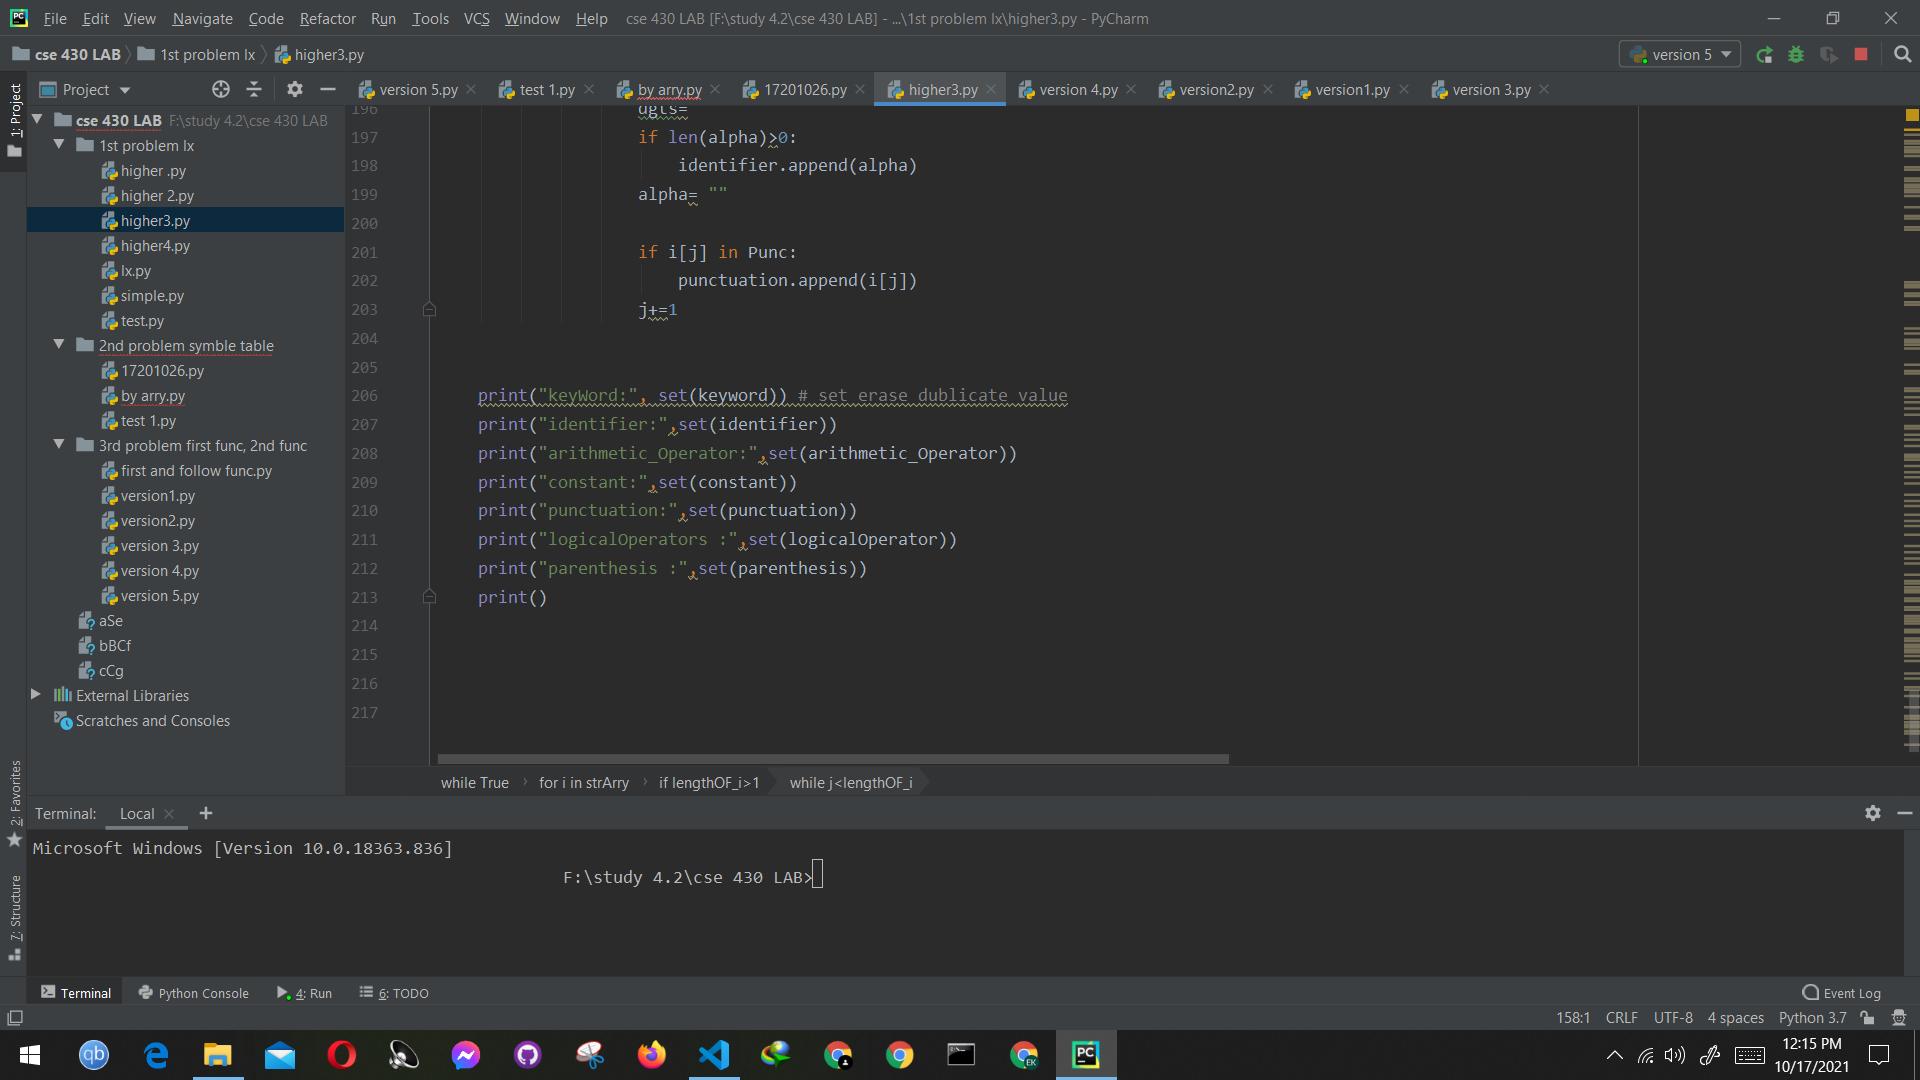 File Edit View Navigate Code Refactor Run Tools VCS Window Help cse 430 LAB [F:\study 4.2\cse 430 LAB] - ...\1st problem lx\higher3.py - PyCharm
cse 430 LAB 1st problem lx higher3.py version 5
Project version 5.py test 1.py by arry.py 17201026.py higher3.py version 4.py version2.py version1.py version 3.py
1: Project
cse 430 LAB F:\study 4.2\cse 430 LAB
1st problem lx
higher .py
higher 2.py
higher3.py
higher4.py
lx.py
simple.py
test.py
2nd problem symble table
17201026.py
by arry.py
test 1.py
3rd problem first func, 2nd func
first and follow func.py
version1.py
version2.py
version 3.py
version 4.py
version 5.py
aSe
bBCf
cCg
External Libraries
Scratches and Consoles
196 dgts=
197 if len(alpha)>0:
198 identifier.append(alpha)
199 alpha= ""
200
201 if i[j] in Punc:
202 punctuation.append(i[j])
203 j+=1
204
205
206 print("keyWord:", set(keyword)) # set erase dublicate value
207 print("identifier:",set(identifier))
208 print("arithmetic_Operator:",set(arithmetic_Operator))
209 print("constant:",set(constant))
210 print("punctuation:",set(punctuation))
211 print("logicalOperators :",set(logicalOperator))
212 print("parenthesis :",set(parenthesis))
213 print()
214
215
216
217
while True for i in strArry if lengthOF_i>1 while j<lengthOF_i
2: Favorites
7: Structure
Terminal: Local +
Microsoft Windows [Version 10.0.18363.836]
F:\study 4.2\cse 430 LAB>
Terminal Python Console 4: Run 6: TODO Event Log
158:1 CRLF UTF-8 4 spaces Python 3.7
qb EK PC 12:15 PM
10/17/2021